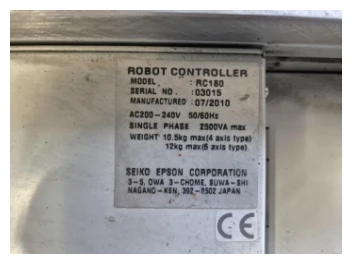 ROBOT CONTROLLER
MODEL : RC180
SERIAL NO. : 03015
MANUFACTURED : 07/2010
AC200-240V 50/60Hz
SINGLE PHASE 2500VA max
WEIGHT 10.5kg max(4 axis type)
12kg max(6 axis type)
SEIKO EPSON CORPORATION
3-5, OWA 3-CHOME, SUWA-SHI
NAGANO-KEN, 392-8502 JAPAN
CE